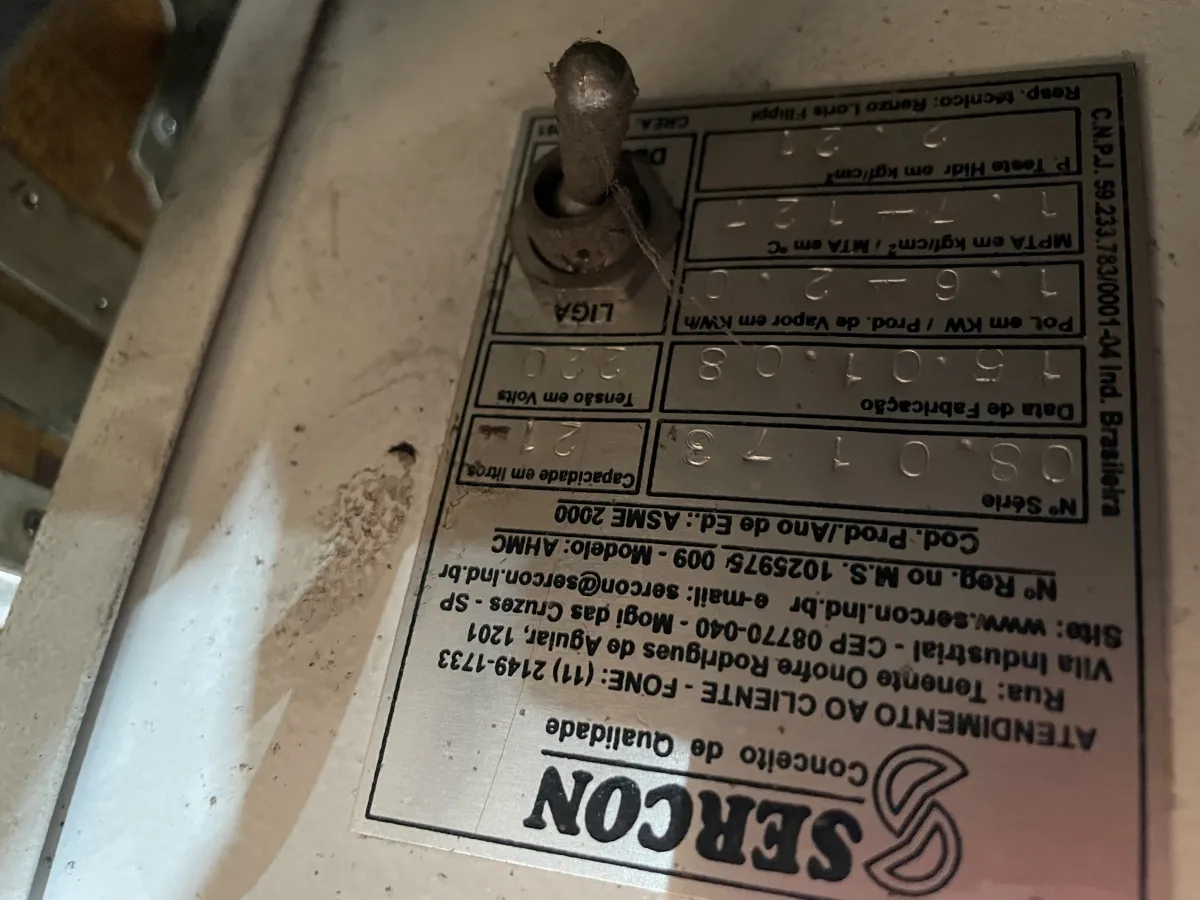 SERCON
Conceito de Qualidade
ATENDIMENTO AO CLIENTE - FONE: (11) 2149-1733
Rua: Tenente Onofre Rodrigues de Aguiar, 1201
Vila Industrial - CEP 08770-040 - Mogi das Cruzes - SP
Site: www.sercon.ind.br e-mail: sercon@sercon.ind.br
Nº Reg. no M.S. 1025975 009 - Modelo: AHMC
Cod. Prod./Ano de Ed.: ASME 2000
Nº Série
08.0173
Capacidade em litros
21
Data de Fabricação
15.01.08
Tensão em Volts
220
Pot. em KW / Prod. de Vapor em KW/h
1.6-2.0
LIGA
MPTA em kgf/cm² / MTA em °C
1.7-127
P. Teste Hidr em kgf/cm²
2.21
Resp. técnico: Renzo Loris Filippi
CREA.
C.N.P.J. 59.233.783/0001-04 Ind. Brasileira